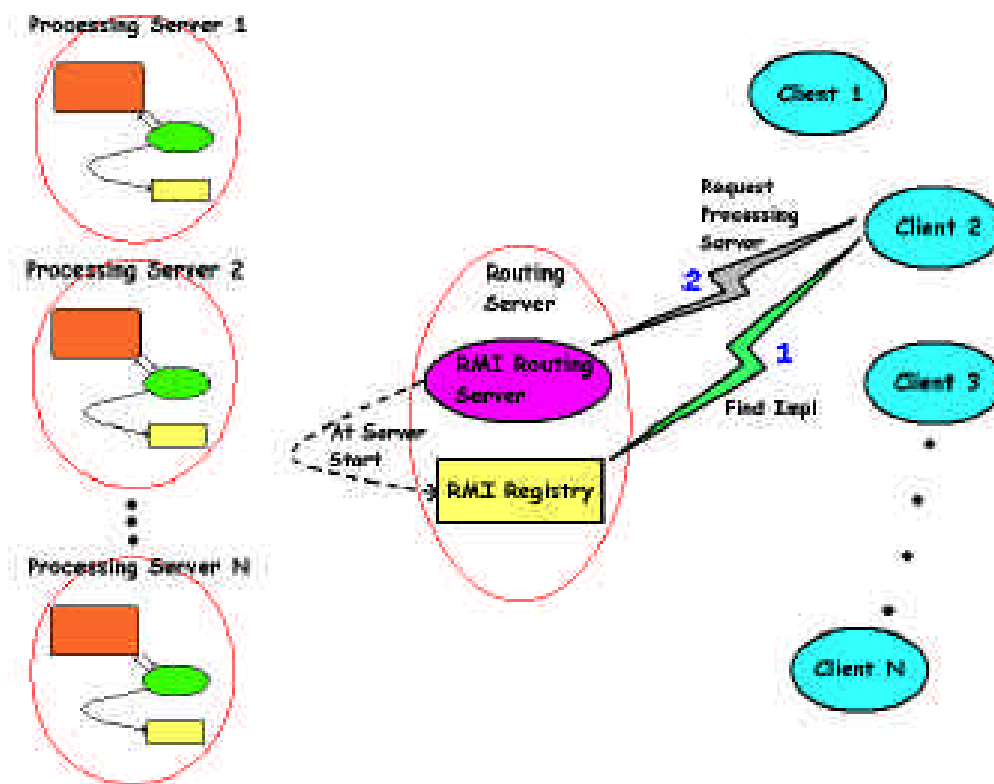 Processing Server 1
Client 1
Request
Processing
Server
Client 2
Processing Server 2
Routing
Server
2
1
RMI Routing
Server
Client 3
Find Impl
At Server
Start
RMI Registry
Processing Server N
Client N